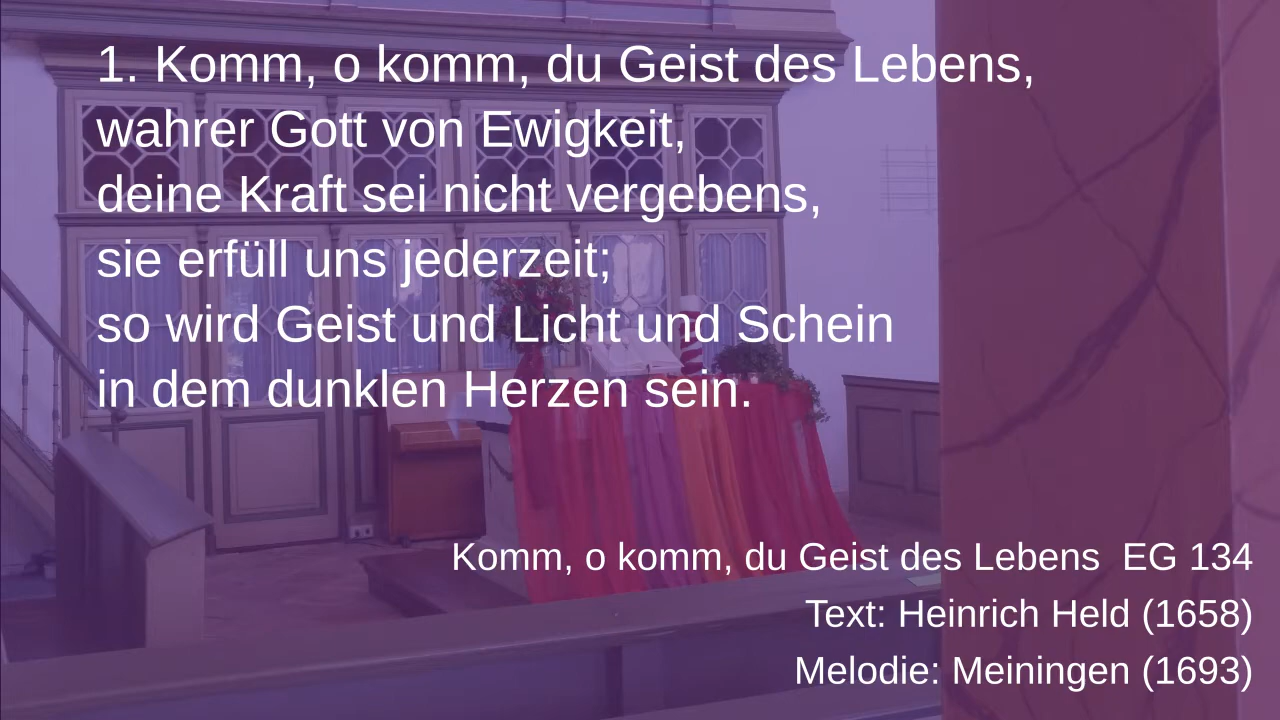 1. Komm, o komm, du Geist des Lebens,
wahrer Gott von Ewigkeit,
deine Kraft sei nicht vergebens,
sie erfüll uns jederzeit;
so wird Geist und Licht und Schein
in dem dunklen Herzen sein.
Komm, o komm, du Geist des Lebens  EG 134
Text: Heinrich Held (1658)
Melodie: Meiningen (1693)